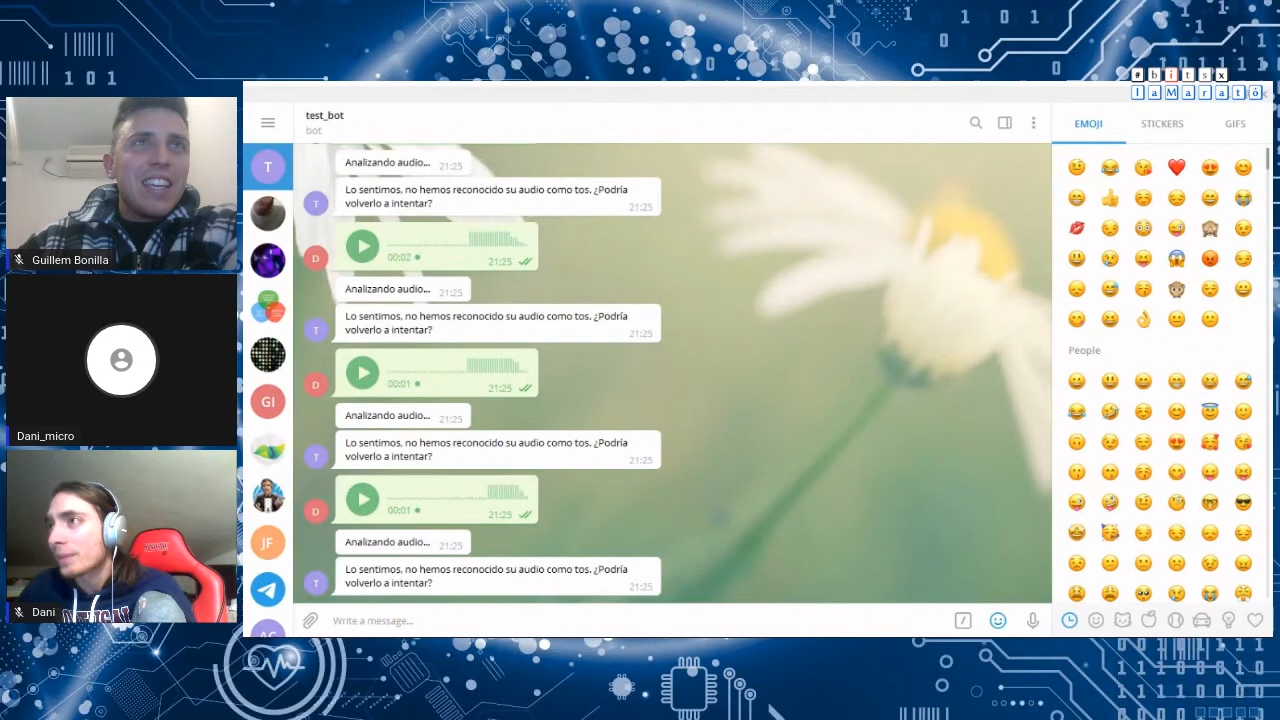 #bitsx
laMarató
test_bot
bot
EMOJI
STICKERS
GIFS
T
Analizando audio... 21:25
T
Lo sentimos, no hemos reconocido su audio como tos. ¿Podría
volverlo a intentar?
21:25
D
00:02
21:25
Analizando audio... 21:25
T
Lo sentimos, no hemos reconocido su audio como tos. ¿Podría
volverlo a intentar?
21:25
D
00:01
21:25
Analizando audio... 21:25
T
Lo sentimos, no hemos reconocido su audio como tos. ¿Podría
volverlo a intentar?
21:25
D
00:01
21:25
Analizando audio... 21:25
T
Lo sentimos, no hemos reconocido su audio como tos. ¿Podría
volverlo a intentar?
21:25
GI
JF
Write a message...
People
Guillem Bonilla
Dani_micro
Dani